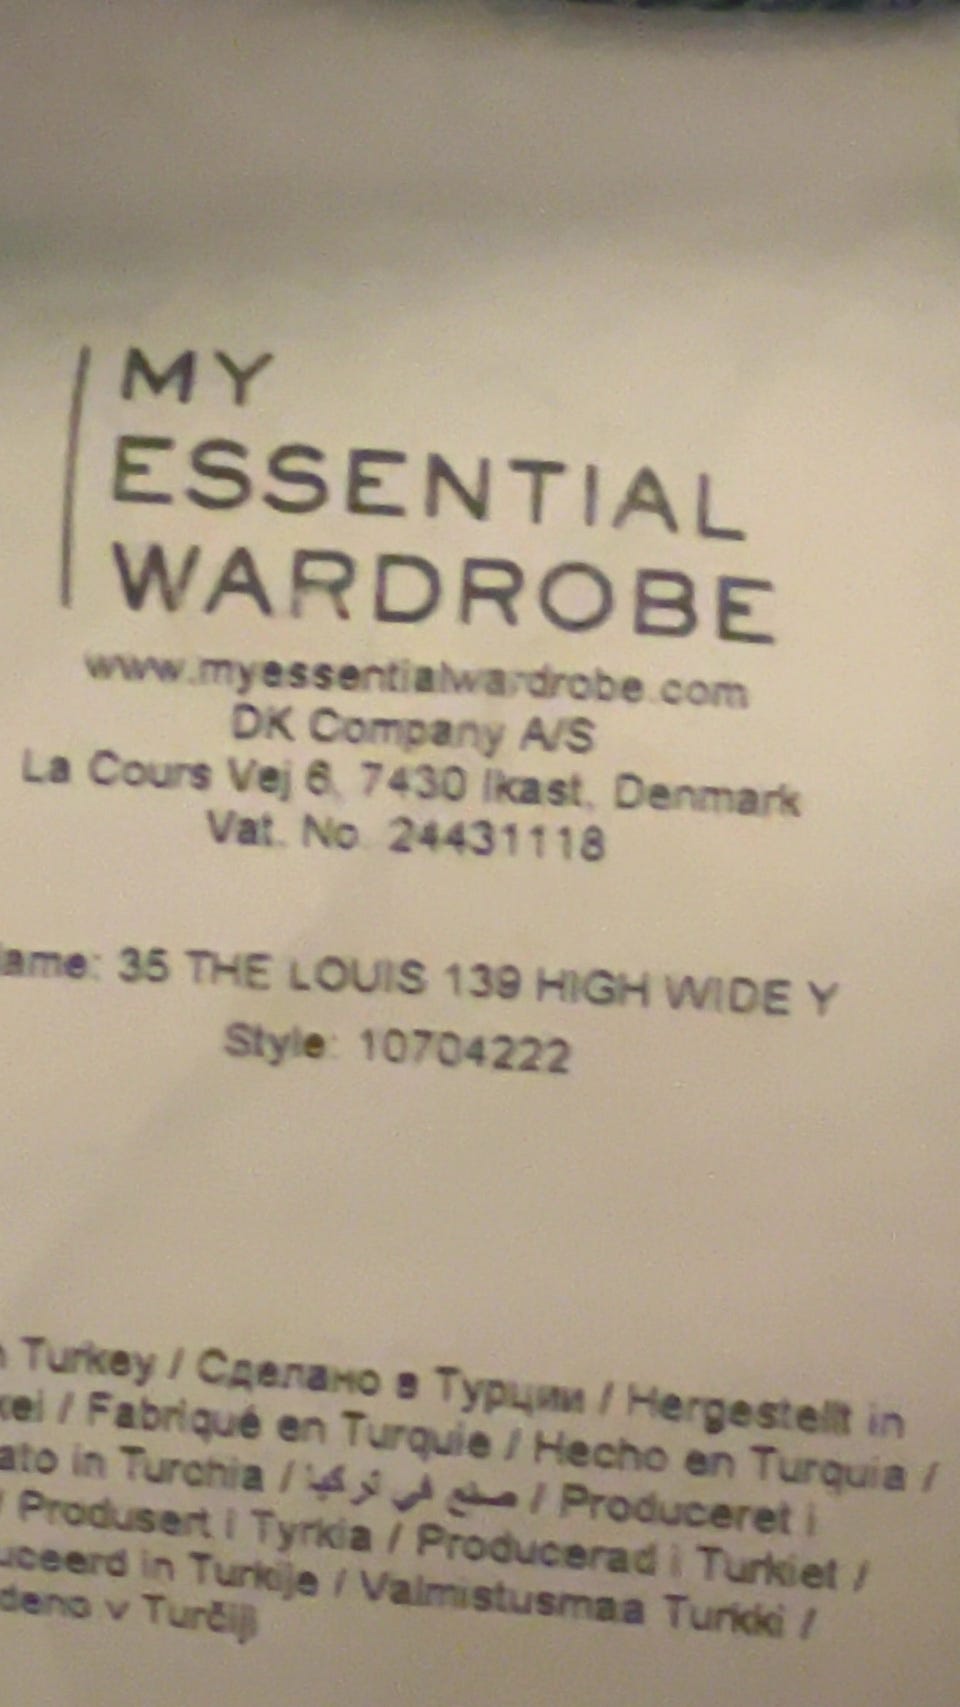 MY
ESSENTIAL
WARDROBE
www.myessentialwardrobe.com
DK Company A/S
La Cours Vej 6, 7430 Ikast, Denmark
Vat. No. 24431118
ame: 35 THE LOUIS 139 HIGH WIDE Y
Style: 10704222
Turkey / Сделано в Турции / Hergestellt in
kei / Fabriqué en Turquie / Hecho en Turquia /
ato in Turchia / صنع في تركيا / Produceret i
/ Produsert i Tyrkia / Producerad i Turkiet /
uceerd in Turkije / Valmistusmaa Turkki /
deno v Turčiji